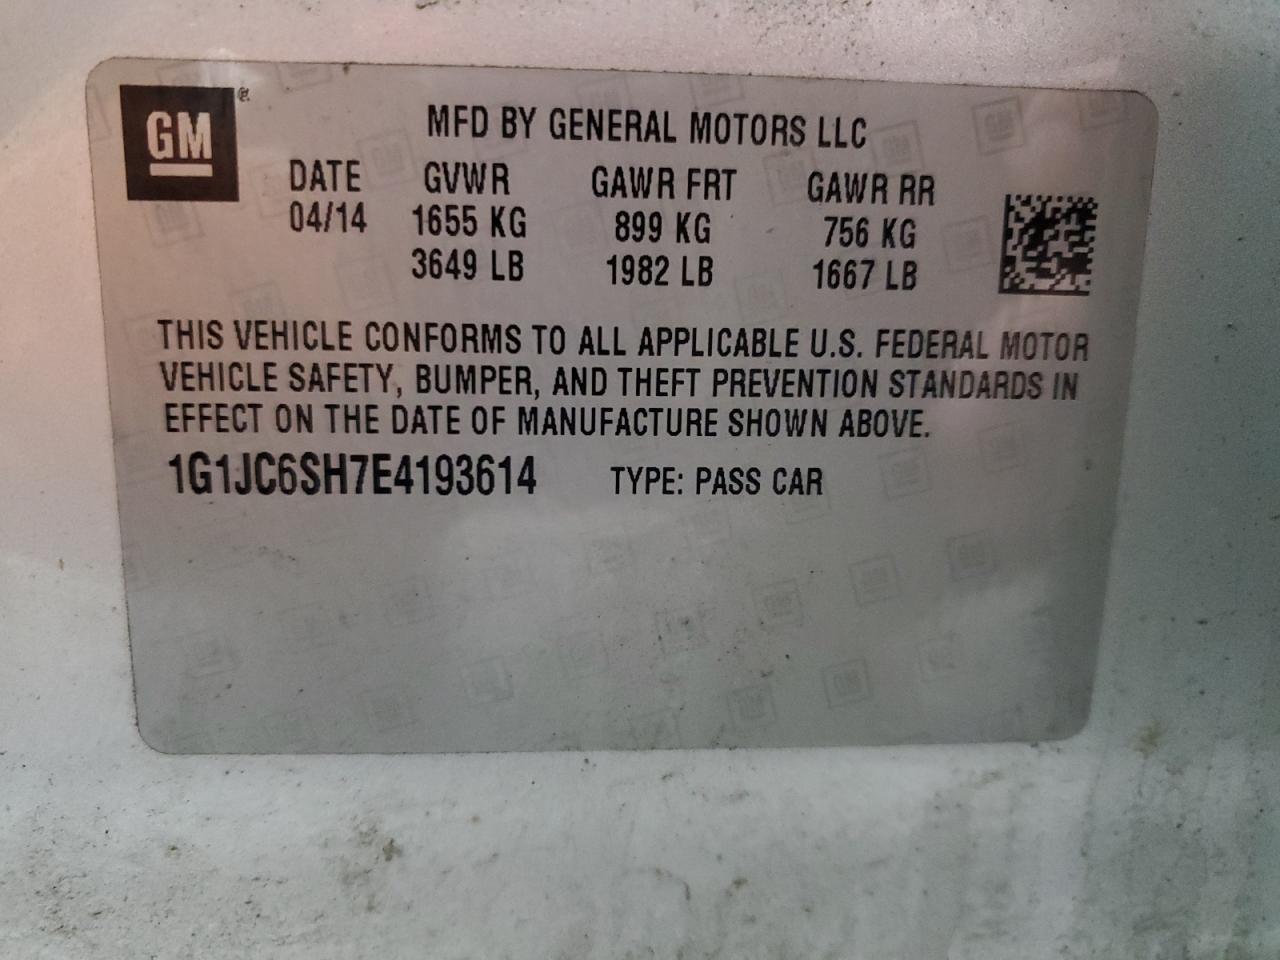 GM ®
MFD BY GENERAL MOTORS LLC
DATE GVWR GAWR FRT GAWR RR
04/14 1655 KG 899 KG 756 KG
3649 LB 1982 LB 1667 LB
THIS VEHICLE CONFORMS TO ALL APPLICABLE U.S. FEDERAL MOTOR
VEHICLE SAFETY, BUMPER, AND THEFT PREVENTION STANDARDS IN
EFFECT ON THE DATE OF MANUFACTURE SHOWN ABOVE.
1G1JC6SH7E4193614 TYPE: PASS CAR